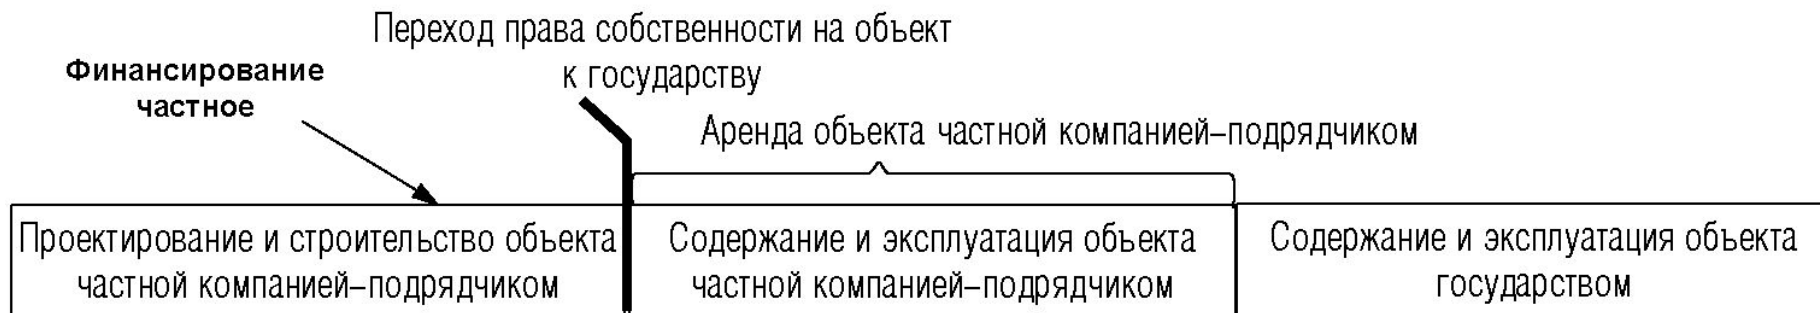 Переход права собственности на объект
к государству
Финансирование
частное
Аренда объекта частной компанией–подрядчиком
Проектирование и строительство объекта
частной компанией–подрядчиком
Содержание и эксплуатация объекта
частной компанией–подрядчиком
Содержание и эксплуатация объекта
государством